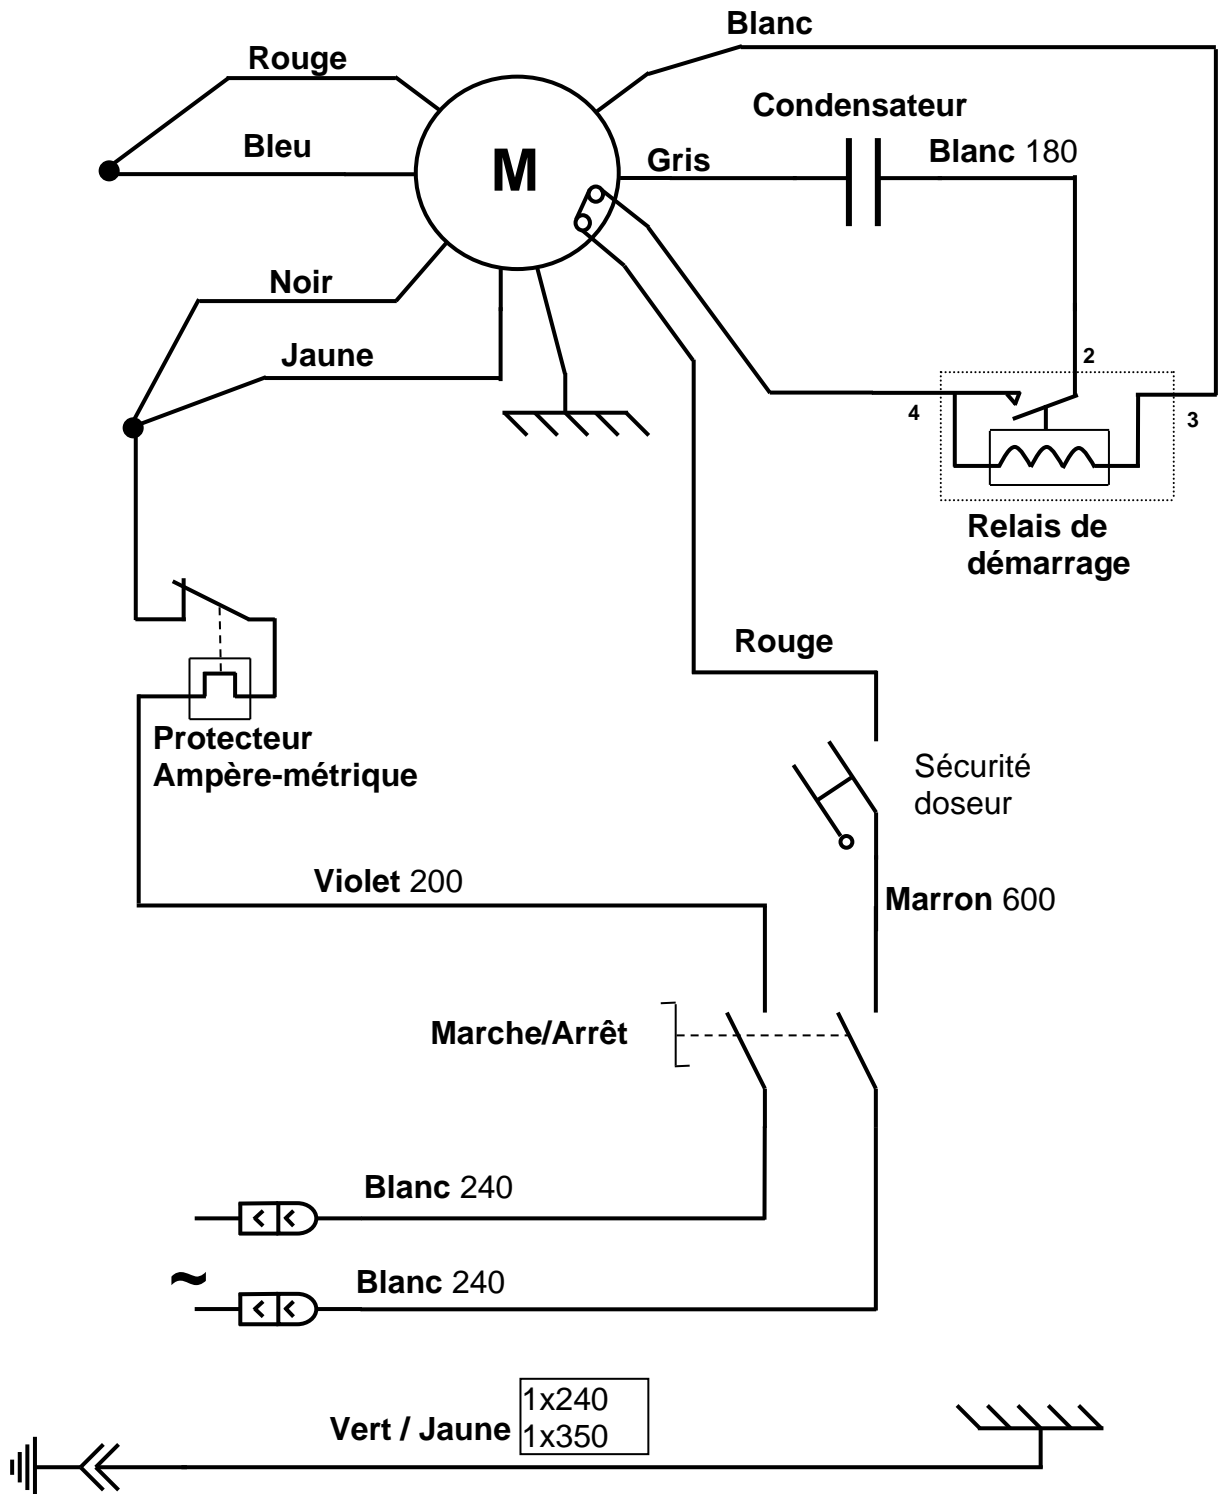 Blanc
Rouge
Condensateur
Bleu
M
Gris
Blanc 180
Noir
Jaune
2
4
3
Relais de
démarrage
Rouge
Protecteur
Ampère-métrique
Sécurité
doseur
Violet 200
Marron 600
Marche/Arrêt
Blanc 240
~
Blanc 240
Vert / Jaune
1x240
1x350